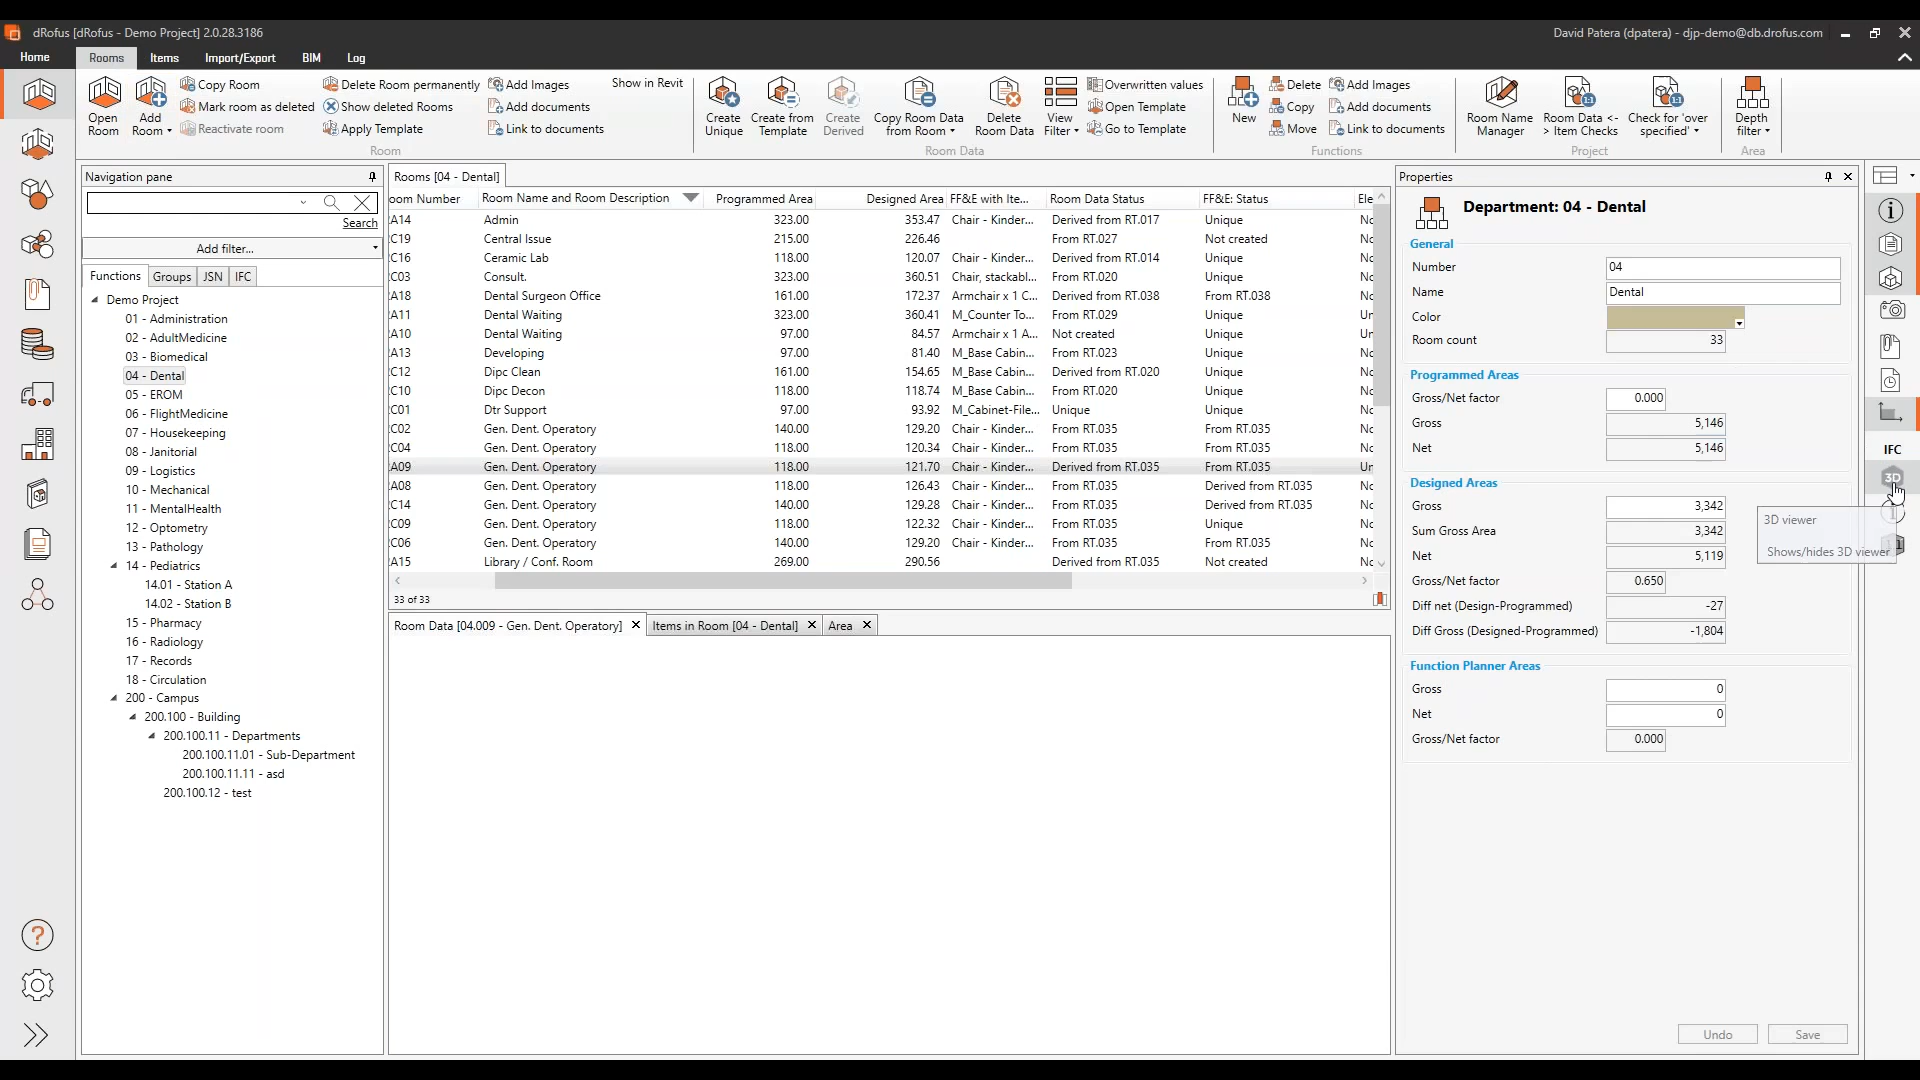 dRofus [dRofus - Demo Project] 2.0.28.3186
David Patera (dpatera) - djp-demo@db.drofus.com
Home Rooms Items Import/Export BIM Log
Open Room
Add Room
Copy Room
Mark room as deleted
Reactivate room
Delete Room permanently
Show deleted Rooms
Apply Template
Add Images
Add documents
Link to documents
Show in Revit
Room
Create Unique
Create from Template
Create Derived
Copy Room Data from Room
Delete Room Data
View Filter
Overwritten values
Open Template
Go to Template
Room Data
New
Delete
Copy
Move
Add Images
Add documents
Link to documents
Functions
Room Name Manager
Room Data <-> Item Checks
Check for 'over specified'
Project
Depth filter
Area
Navigation pane
Search
Add filter...
Functions Groups JSN IFC
Demo Project
01 - Administration
02 - AdultMedicine
03 - Biomedical
04 - Dental
05 - EROM
06 - FlightMedicine
07 - Housekeeping
08 - Janitorial
09 - Logistics
10 - Mechanical
11 - MentalHealth
12 - Optometry
13 - Pathology
14 - Pediatrics
14.01 - Station A
14.02 - Station B
15 - Pharmacy
16 - Radiology
17 - Records
18 - Circulation
200 - Campus
200.100 - Building
200.100.11 - Departments
200.100.11.01 - Sub-Department
200.100.11.11 - asd
200.100.12 - test
Rooms [04 - Dental]
oom Number Room Name and Room Description Programmed Area Designed Area FF&E with Ite... Room Data Status FF&E: Status Ele
A14 Admin 323.00 353.47 Chair - Kinder... Derived from RT.017 Unique Nc
C19 Central Issue 215.00 226.46 From RT.027 Not created Nc
C16 Ceramic Lab 118.00 120.07 Chair - Kinder... Derived from RT.014 Unique Nc
C03 Consult. 323.00 360.51 Chair, stackabl... From RT.020 Unique Nc
A18 Dental Surgeon Office 161.00 172.37 Armchair x 1 C... Derived from RT.038 From RT.038 Nc
A11 Dental Waiting 323.00 360.41 M_Counter To... From RT.029 Unique Ur
A10 Dental Waiting 97.00 84.57 Armchair x 1 A... Not created Unique Ur
A13 Developing 97.00 81.40 M_Base Cabin... From RT.023 Unique Nc
C12 Dipc Clean 161.00 154.65 M_Base Cabin... Derived from RT.020 Unique Nc
C10 Dipc Decon 118.00 118.74 M_Base Cabin... From RT.020 Unique Nc
C01 Dtr Support 97.00 93.92 M_Cabinet-File... Unique Unique Nc
C02 Gen. Dent. Operatory 140.00 129.20 Chair - Kinder... From RT.035 From RT.035 Nc
C04 Gen. Dent. Operatory 118.00 120.34 Chair - Kinder... From RT.035 From RT.035 Nc
A09 Gen. Dent. Operatory 118.00 121.70 Chair - Kinder... Derived from RT.035 From RT.035 Ur
A08 Gen. Dent. Operatory 118.00 126.43 Chair - Kinder... From RT.035 Derived from RT.035 Nc
C14 Gen. Dent. Operatory 140.00 129.28 Chair - Kinder... From RT.035 Derived from RT.035 Nc
C09 Gen. Dent. Operatory 118.00 122.32 Chair - Kinder... From RT.035 Unique Nc
C06 Gen. Dent. Operatory 140.00 129.20 Chair - Kinder... From RT.035 From RT.035 Nc
A15 Library / Conf. Room 269.00 290.56 Derived from RT.035 Not created Nc
33 of 33
Room Data [04.009 - Gen. Dent. Operatory] Items in Room [04 - Dental] Area
Properties
Department: 04 - Dental
General
Number 04
Name Dental
Color
Room count 33
Programmed Areas
Gross/Net factor 0.000
Gross 5,146
Net 5,146
Designed Areas
Gross 3,342
Sum Gross Area 3,342
Net 5,119
Gross/Net factor 0.650
Diff net (Design-Programmed) -27
Diff Gross (Designed-Programmed) -1,804
Function Planner Areas
Gross 0
Net 0
Gross/Net factor 0.000
Undo Save
IFC
3D
3D viewer
Shows/hides 3D viewer